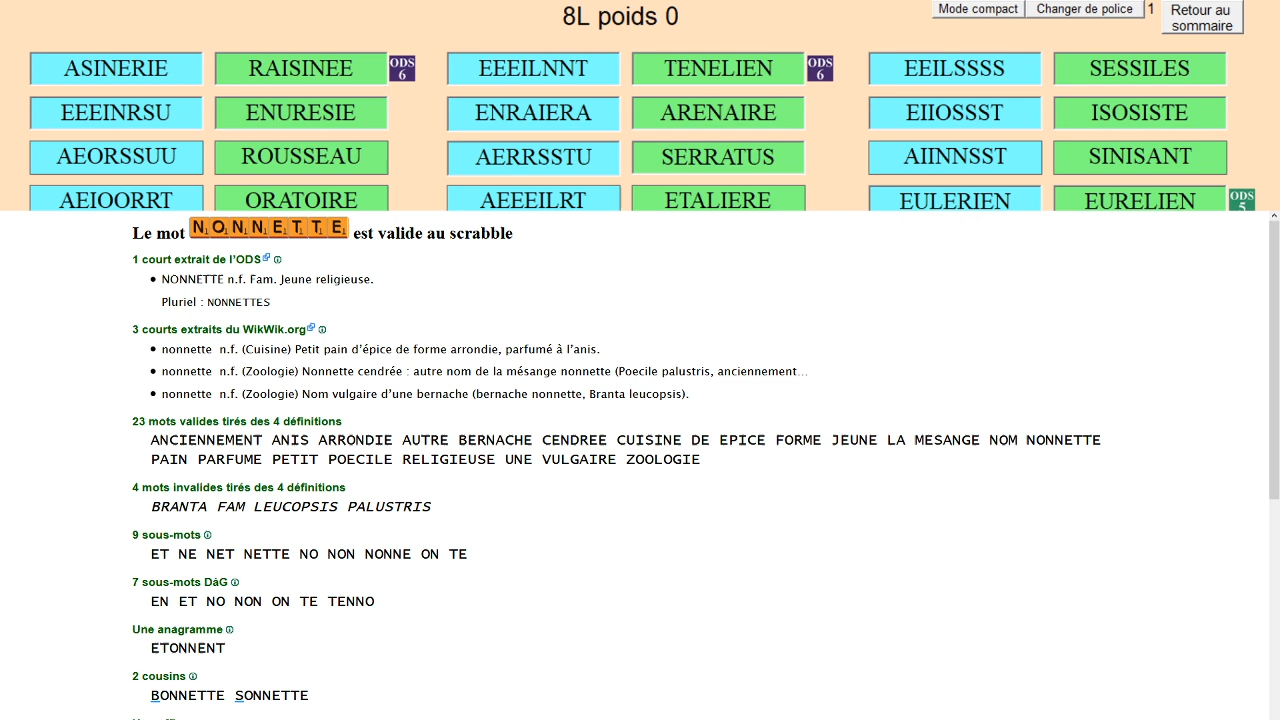 8L poids 0
Mode compact Changer de police 1 Retour au sommaire
ASINERIE RAISINEE ODS 6 EEEILNNT TENELIEN ODS 6 EEILSSSS SESSILES
EEEINRSU ENURESIE ENRAIERA ARENAIRE EIIOSSST ISOSISTE
AEORSSUU ROUSSEAU AERRSSTU SERRATUS AIINNSST SINISANT
AEIOORRT ORATOIRE AEEEILRT ETALIERE EULERIEN EURELIEN ODS 5
Le mot N1 O1 N1 N1 E1 T1 T1 E1 est valide au scrabble
1 court extrait de l'ODS
• NONNETTE n.f. Fam. Jeune religieuse.
Pluriel : NONNETTES
3 courts extraits du WikWik.org
• nonnette n.f. (Cuisine) Petit pain d'épice de forme arrondie, parfumé à l'anis.
• nonnette n.f. (Zoologie) Nonnette cendrée : autre nom de la mésange nonnette (Poecile palustris, anciennement…
• nonnette n.f. (Zoologie) Nom vulgaire d'une bernache (bernache nonnette, Branta leucopsis).
23 mots valides tirés des 4 définitions
ANCIENNEMENT ANIS ARRONDIE AUTRE BERNACHE CENDREE CUISINE DE EPICE FORME JEUNE LA MESANGE NOM NONNETTE
PAIN PARFUME PETIT POECILE RELIGIEUSE UNE VULGAIRE ZOOLOGIE
4 mots invalides tirés des 4 définitions
BRANTA FAM LEUCOPSIS PALUSTRIS
9 sous-mots
ET NE NET NETTE NO NON NONNE ON TE
7 sous-mots DàG
EN ET NO NON ON TE TENNO
Une anagramme
ETONNENT
2 cousins
BONNETTE SONNETTE